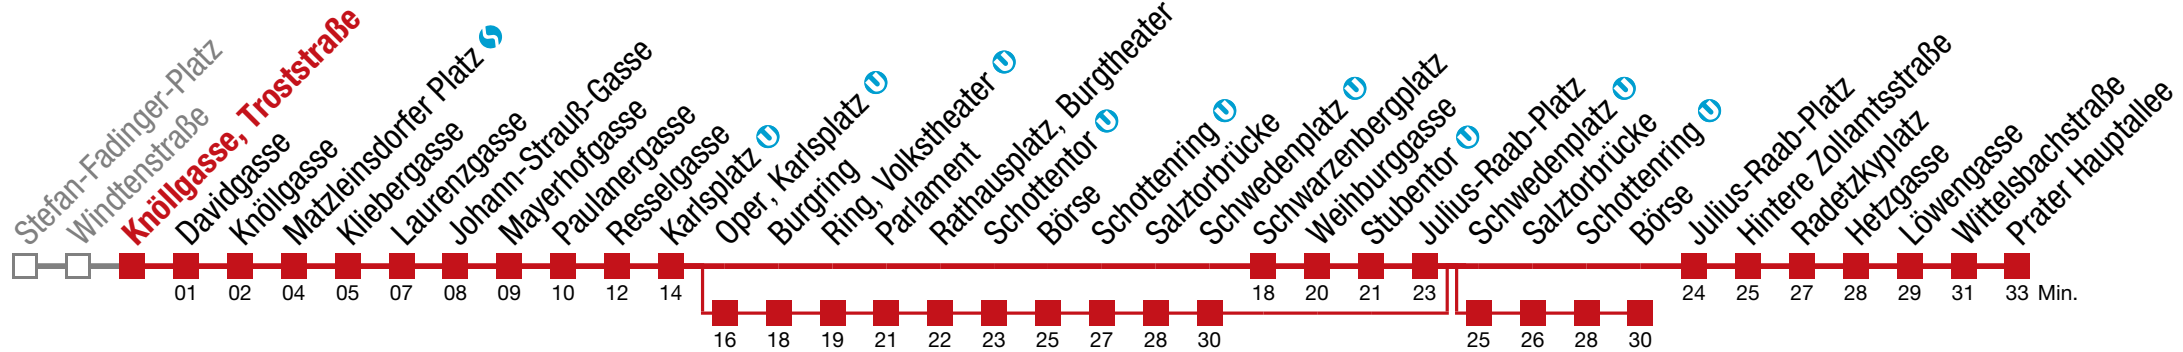 Stefan-Fadinger-Platz
Windtenstraße
Knöllgasse, Troststraße
Davidgasse
Knöllgasse
Matzleinsdorfer Platz
Kliebergasse
Laurenzgasse
Johann-Strauß-Gasse
Mayerhofgasse
Paulanergasse
Resselgasse
Karlsplatz U
Oper, Karlsplatz U
Burgring
Ring, Volkstheater U
Parlament
Rathausplatz, Burgtheater
Schottentor U
Börse
Schottenring U
Salztorbrücke
Schwedenplatz U
Schwarzenbergplatz
Weihburggasse
Stubentor U
Julius-Raab-Platz
Schwedenplatz U
Salztorbrücke
Schottenring U
Börse
Julius-Raab-Platz
Hintere Zollamtsstraße
Radetzkyplatz
Hetzgasse
Löwengasse
Wittelsbachstraße
Prater Hauptallee
01 02 04 05 07 08 09 10 12 14 18 20 21 23 24 25 27 28 29 31 33 Min.
16 18 19 21 22 23 25 27 28 30 25 26 28 30